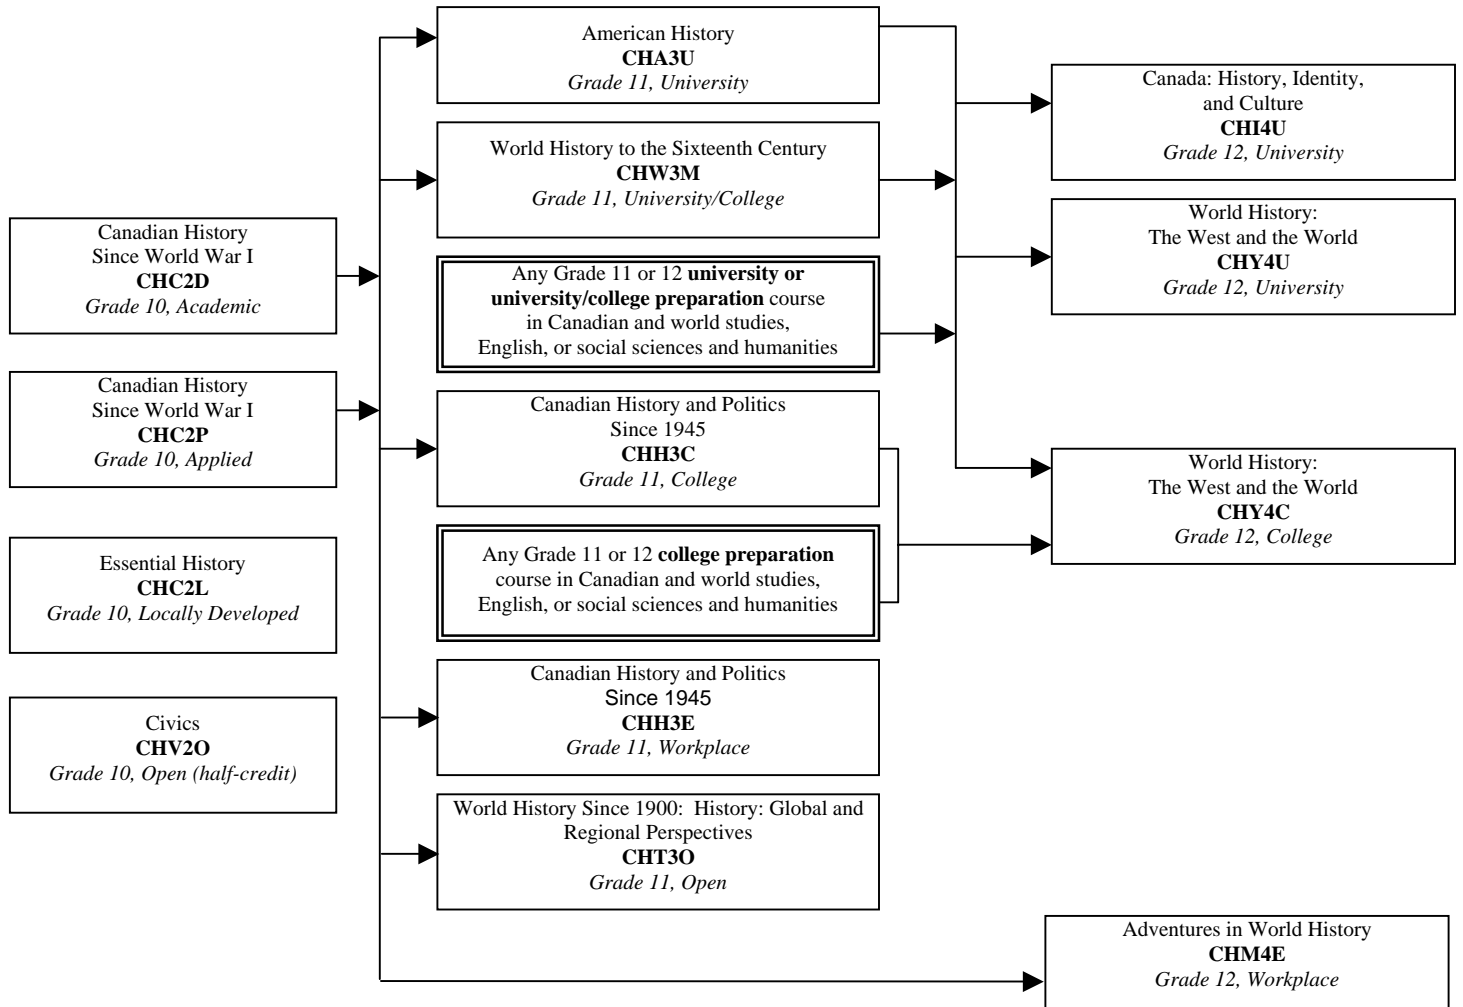 American History
CHA3U
Grade 11, University
World History to the Sixteenth Century
CHW3M
Grade 11, University/College
Canada: History, Identity,
and Culture
CHI4U
Grade 12, University
Canadian History
Since World War I
CHC2D
Grade 10, Academic
Any Grade 11 or 12 university or
university/college preparation course
in Canadian and world studies,
English, or social sciences and humanities
World History:
The West and the World
CHY4U
Grade 12, University
Canadian History
Since World War I
CHC2P
Grade 10, Applied
Canadian History and Politics
Since 1945
CHH3C
Grade 11, College
World History:
The West and the World
CHY4C
Grade 12, College
Essential History
CHC2L
Grade 10, Locally Developed
Any Grade 11 or 12 college preparation
course in Canadian and world studies,
English, or social sciences and humanities
Civics
CHV2O
Grade 10, Open (half-credit)
Canadian History and Politics
Since 1945
CHH3E
Grade 11, Workplace
World History Since 1900:  History: Global and
Regional Perspectives
CHT3O
Grade 11, Open
Adventures in World History
CHM4E
Grade 12, Workplace